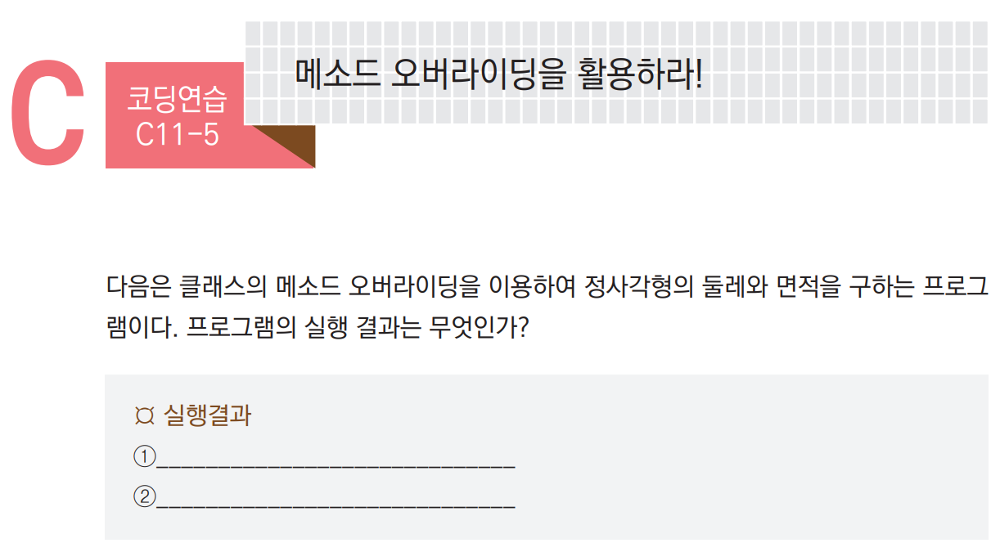 C
코딩연습
C11-5
메소드 오버라이딩을 활용하라!
다음은 클래스의 메소드 오버라이딩을 이용하여 정사각형의 둘레와 면적을 구하는 프로그
램이다. 프로그램의 실행 결과는 무엇인가?
¤ 실행결과
①_____________________________
②_____________________________